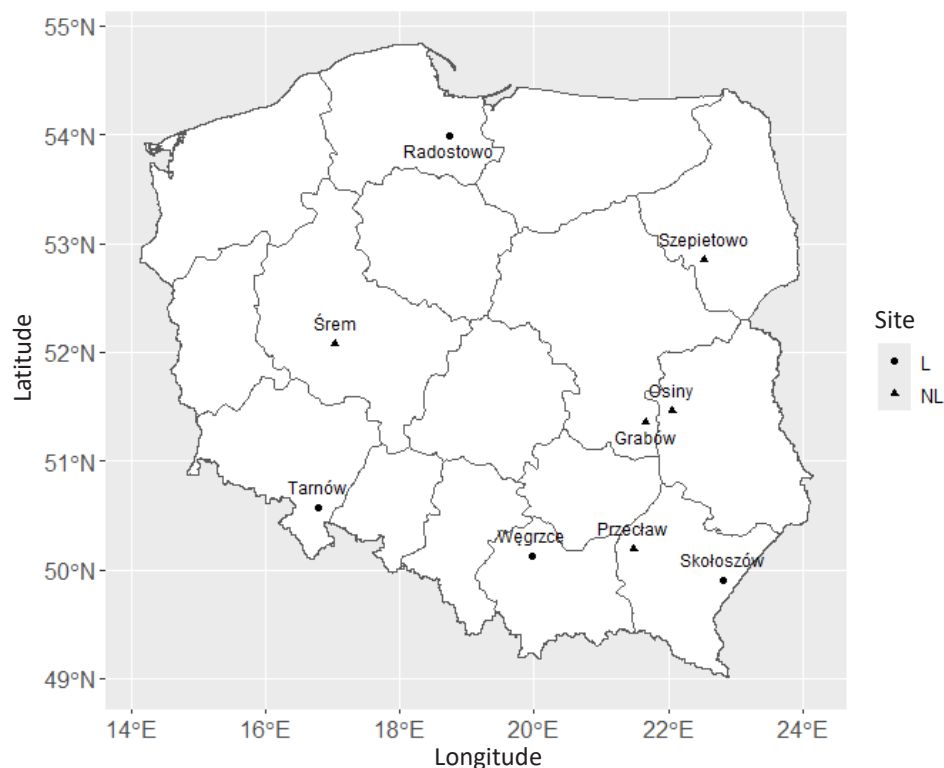 55°N
54°N
53°N
52°N
51°N
50°N
49°N
Latitude
Radostowo
Szepietowo
Śrem
Osiny
Grabów
Tarnów
Węgrzce
Przecław
Skołoszów
14°E 16°E 18°E 20°E 22°E 24°E
Longitude
Site
L
NL